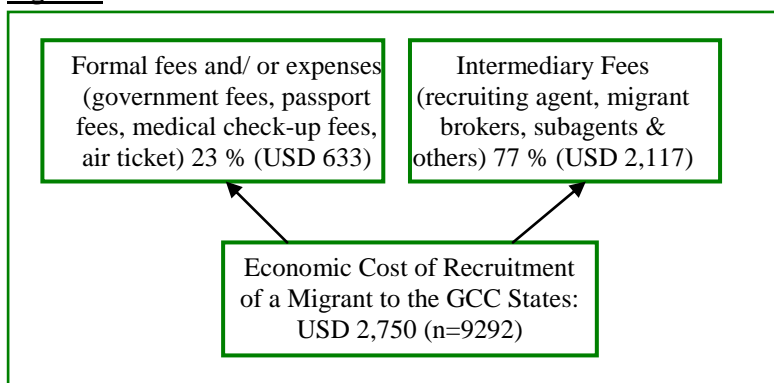 Formal fees and/ or expenses
(government fees, passport
fees, medical check-up fees,
air ticket) 23 % (USD 633)
Intermediary Fees
(recruiting agent, migrant
brokers, subagents &
others) 77 % (USD 2,117)
Economic Cost of Recruitment
of a Migrant to the GCC States:
USD 2,750 (n=9292)